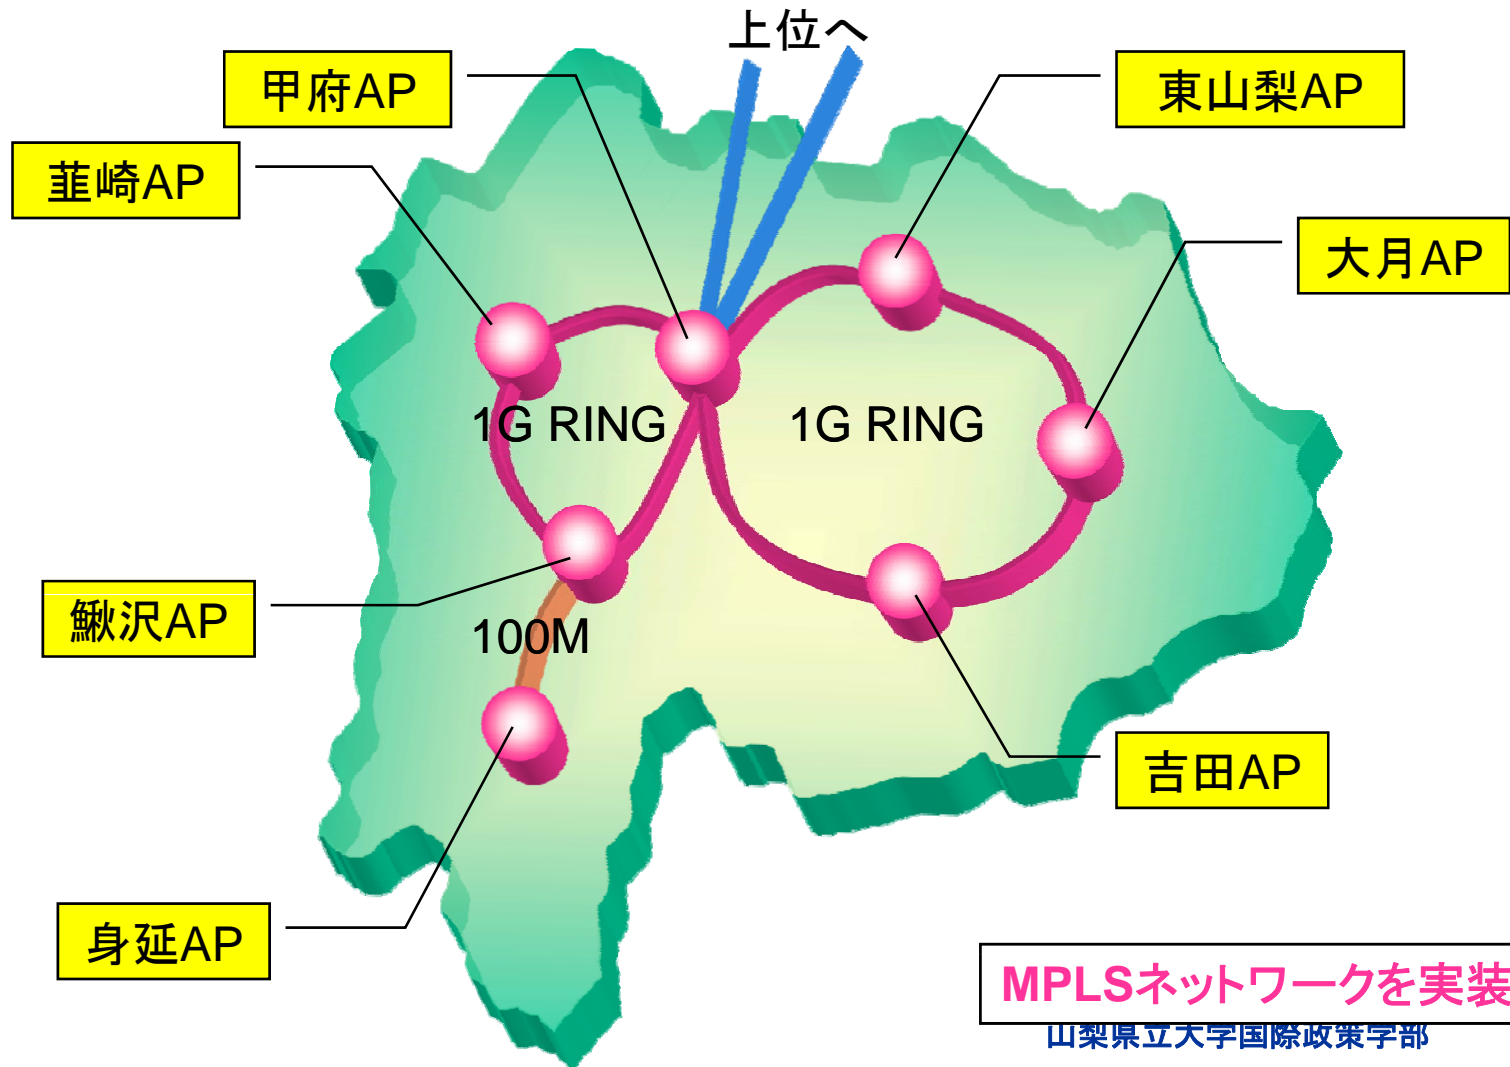 上位へ
甲府AP
東山梨AP
韮崎AP
大月AP
1G RING
1G RING
鰍沢AP
100M
吉田AP
身延AP
MPLSネットワークを実装
山梨県立大学国際政策学部